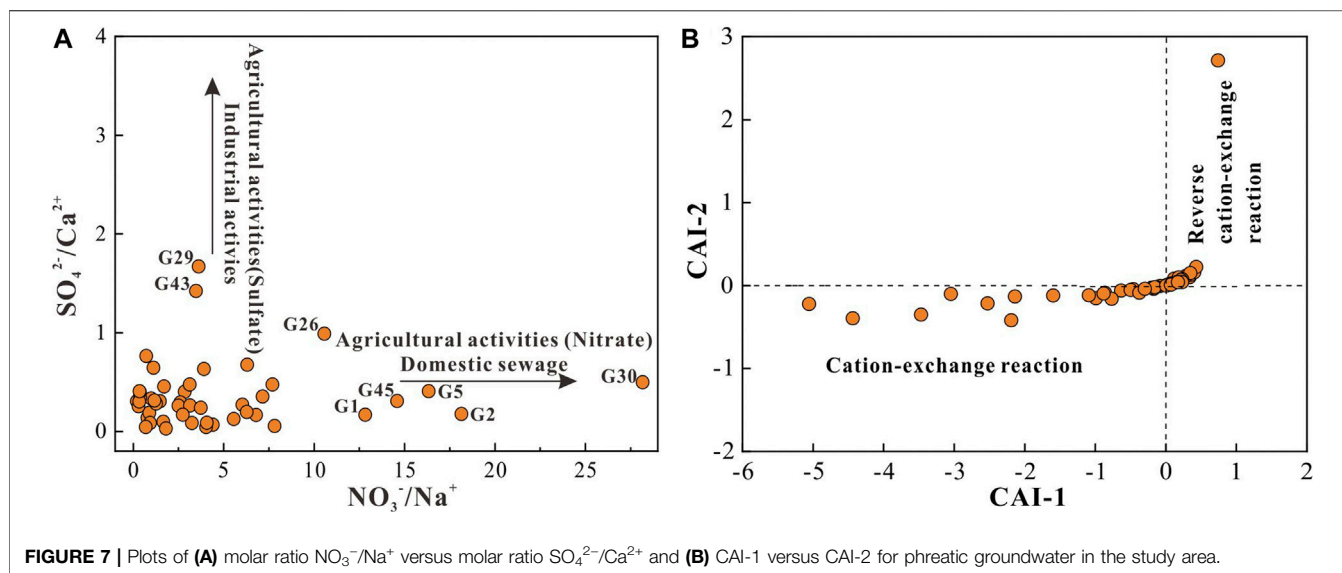 A
4
3
2
1
0
0
5
10
15
20
25
SO₄²⁻/Ca²⁺
NO₃⁻/Na⁺
Agricultural activities(Sulfate)
Industrial activies
G29
G43
G26
Agricultural activities (Nitrate)
Domestic sewage
G30
G45
G5
G1
G2
B
3
2
1
0
-1
-2
-6
-5
-4
-3
-2
-1
0
1
2
CAI-2
CAI-1
Reverse
cation-exchange
reaction
Cation-exchange reaction
FIGURE 7 | Plots of (A) molar ratio NO₃⁻/Na⁺ versus molar ratio SO₄²⁻/Ca²⁺ and (B) CAI-1 versus CAI-2 for phreatic groundwater in the study area.